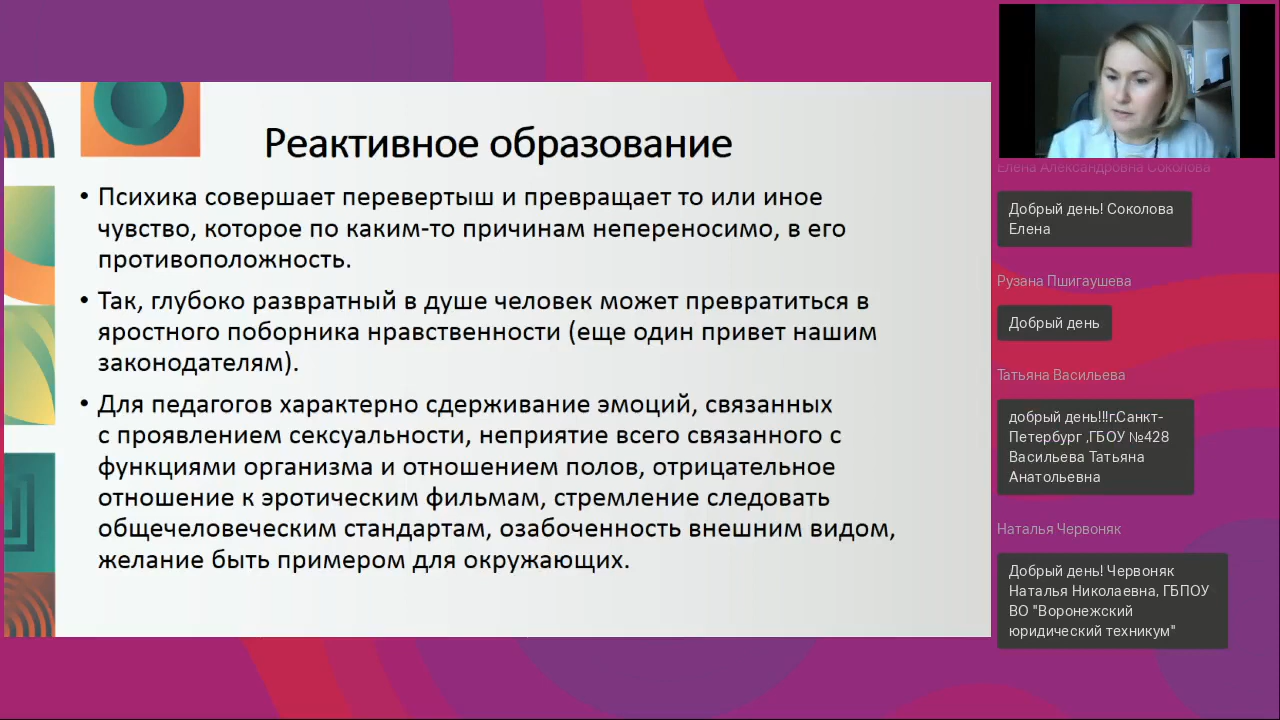 Реактивное образование
• Психика совершает перевертыш и превращает то или иное
чувство, которое по каким-то причинам непереносимо, в его
противоположность.
• Так, глубоко развратный в душе человек может превратиться в
яростного поборника нравственности (еще один привет нашим
законодателям).
• Для педагогов характерно сдерживание эмоций, связанных
с проявлением сексуальности, неприятие всего связанного с
функциями организма и отношением полов, отрицательное
отношение к эротическим фильмам, стремление следовать
общечеловеческим стандартам, озабоченность внешним видом,
желание быть примером для окружающих.
Елена Александровна Соколова
Добрый день! Соколова
Елена
Рузана Пшигаушева
Добрый день
Татьяна Васильева
добрый день!!!г.Санкт-
Петербург ,ГБОУ №428
Васильева Татьяна
Анатольевна
Наталья Червоняк
Добрый день! Червоняк
Наталья Николаевна, ГБПОУ
ВО "Воронежский
юридический техникум"